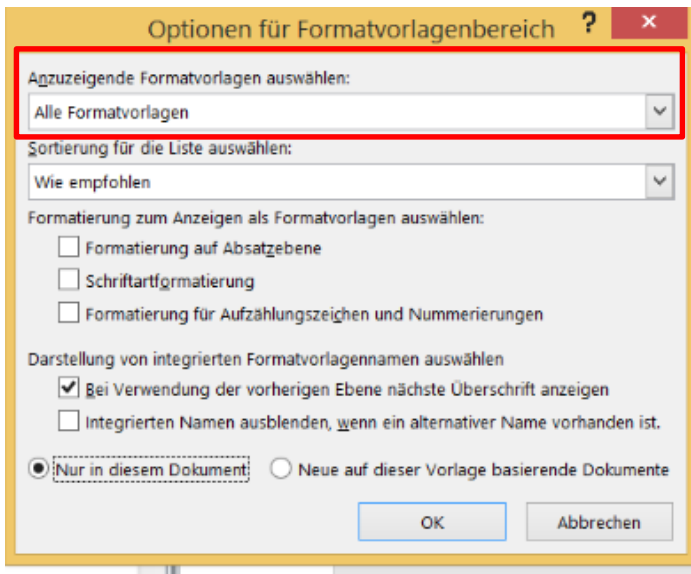 Optionen für Formatvorlagenbereich ? ×
Anzuzeigende Formatvorlagen auswählen:
Alle Formatvorlagen
Sortierung für die Liste auswählen:
Wie empfohlen
Formatierung zum Anzeigen als Formatvorlagen auswählen:
Formatierung auf Absatzebene
Schriftartformatierung
Formatierung für Aufzählungszeichen und Nummerierungen
Darstellung von integrierten Formatvorlagennamen auswählen
Bei Verwendung der vorherigen Ebene nächste Überschrift anzeigen
Integrierten Namen ausblenden, wenn ein alternativer Name vorhanden ist.
Nur in diesem Dokument Neue auf dieser Vorlage basierende Dokumente
OK Abbrechen